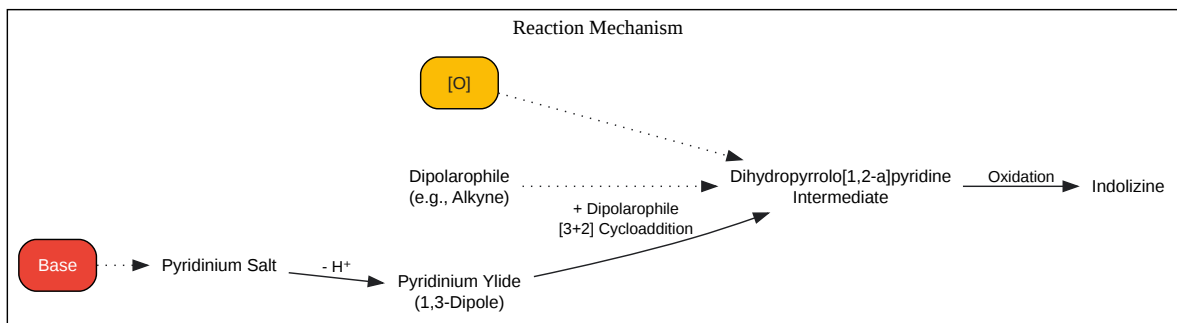 Reaction Mechanism
[O]
Dipolarophile
(e.g., Alkyne)
Dihydropyrrolo[1,2-a]pyridine
Intermediate
Oxidation
Indolizine
+ Dipolarophile
[3+2] Cycloaddition
Base
Pyridinium Salt
- H⁺
Pyridinium Ylide
(1,3-Dipole)